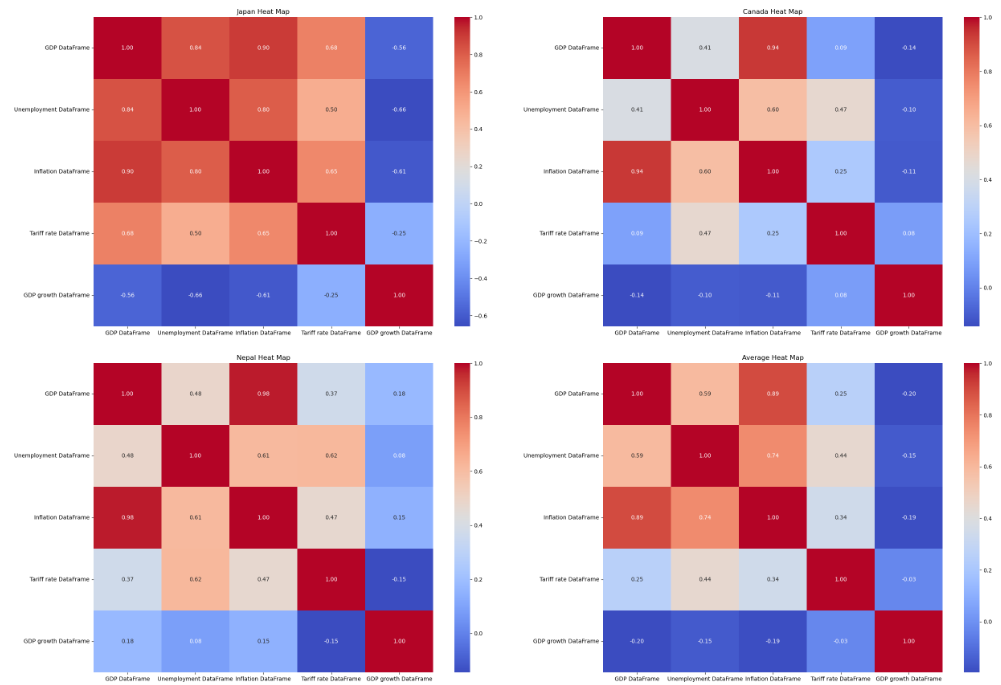 Japan Heat Map
GDP DataFrame 1.00 0.84 0.90 0.68 -0.56
Unemployment DataFrame 0.84 1.00 0.80 0.50 -0.66
Inflation DataFrame 0.90 0.80 1.00 0.65 -0.61
Tariff rate DataFrame 0.68 0.50 0.65 1.00 -0.25
GDP growth DataFrame -0.56 -0.66 -0.61 -0.25 1.00
GDP DataFrame Unemployment DataFrame Inflation DataFrame Tariff rate DataFrame GDP growth DataFrame
1.0
0.8
0.6
0.4
0.2
0.0
-0.2
-0.4
-0.6
Canada Heat Map
GDP DataFrame 1.00 0.41 0.94 0.09 -0.14
Unemployment DataFrame 0.41 1.00 0.60 0.47 -0.10
Inflation DataFrame 0.94 0.60 1.00 0.25 -0.11
Tariff rate DataFrame 0.09 0.47 0.25 1.00 0.08
GDP growth DataFrame -0.14 -0.10 -0.11 0.08 1.00
GDP DataFrame Unemployment DataFrame Inflation DataFrame Tariff rate DataFrame GDP growth DataFrame
1.0
0.8
0.6
0.4
0.2
0.0
Nepal Heat Map
GDP DataFrame 1.00 0.48 0.98 0.37 0.18
Unemployment DataFrame 0.48 1.00 0.61 0.62 0.08
Inflation DataFrame 0.98 0.61 1.00 0.47 0.15
Tariff rate DataFrame 0.37 0.62 0.47 1.00 -0.15
GDP growth DataFrame 0.18 0.08 0.15 -0.15 1.00
GDP DataFrame Unemployment DataFrame Inflation DataFrame Tariff rate DataFrame GDP growth DataFrame
1.0
0.8
0.6
0.4
0.2
0.0
Average Heat Map
GDP DataFrame 1.00 0.59 0.89 0.25 -0.20
Unemployment DataFrame 0.59 1.00 0.74 0.44 -0.15
Inflation DataFrame 0.89 0.74 1.00 0.34 -0.19
Tariff rate DataFrame 0.25 0.44 0.34 1.00 -0.03
GDP growth DataFrame -0.20 -0.15 -0.19 -0.03 1.00
GDP DataFrame Unemployment DataFrame Inflation DataFrame Tariff rate DataFrame GDP growth DataFrame
1.0
0.8
0.6
0.4
0.2
0.0